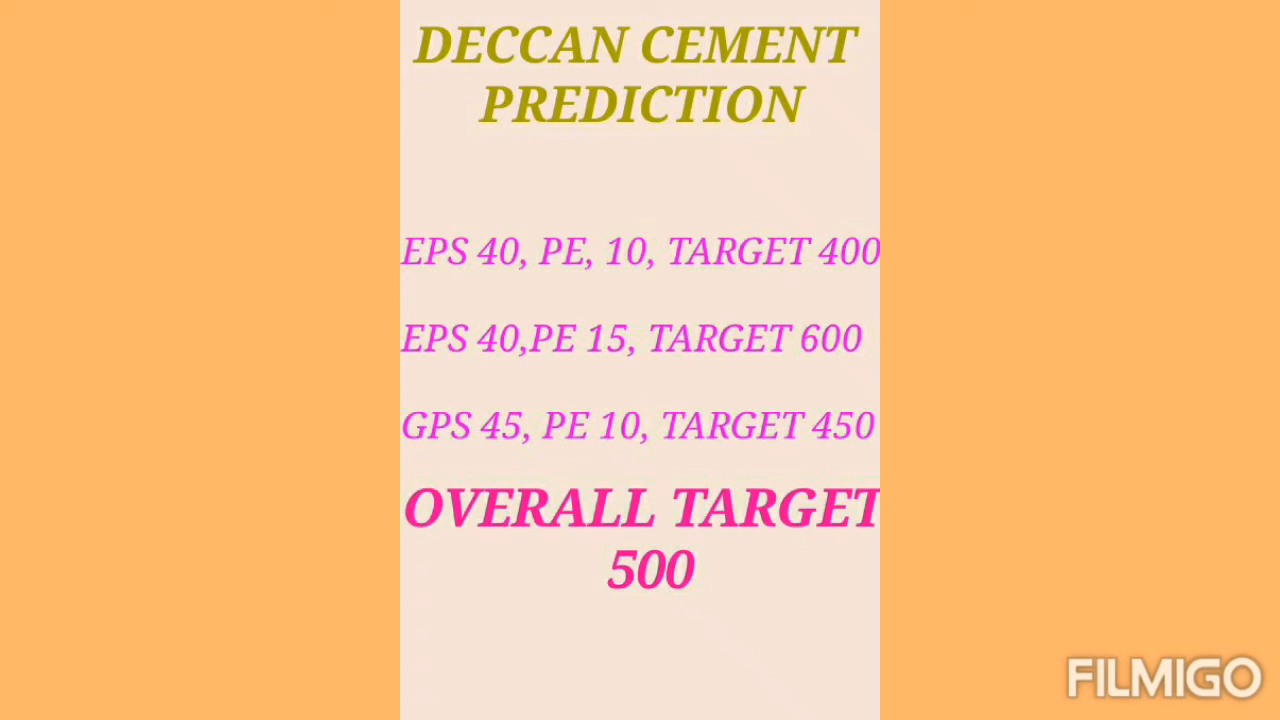 DECCAN CEMENT
PREDICTION
EPS 40, PE, 10, TARGET 400
EPS 40,PE 15, TARGET 600
GPS 45, PE 10, TARGET 450
OVERALL TARGET
500
FILMIGO